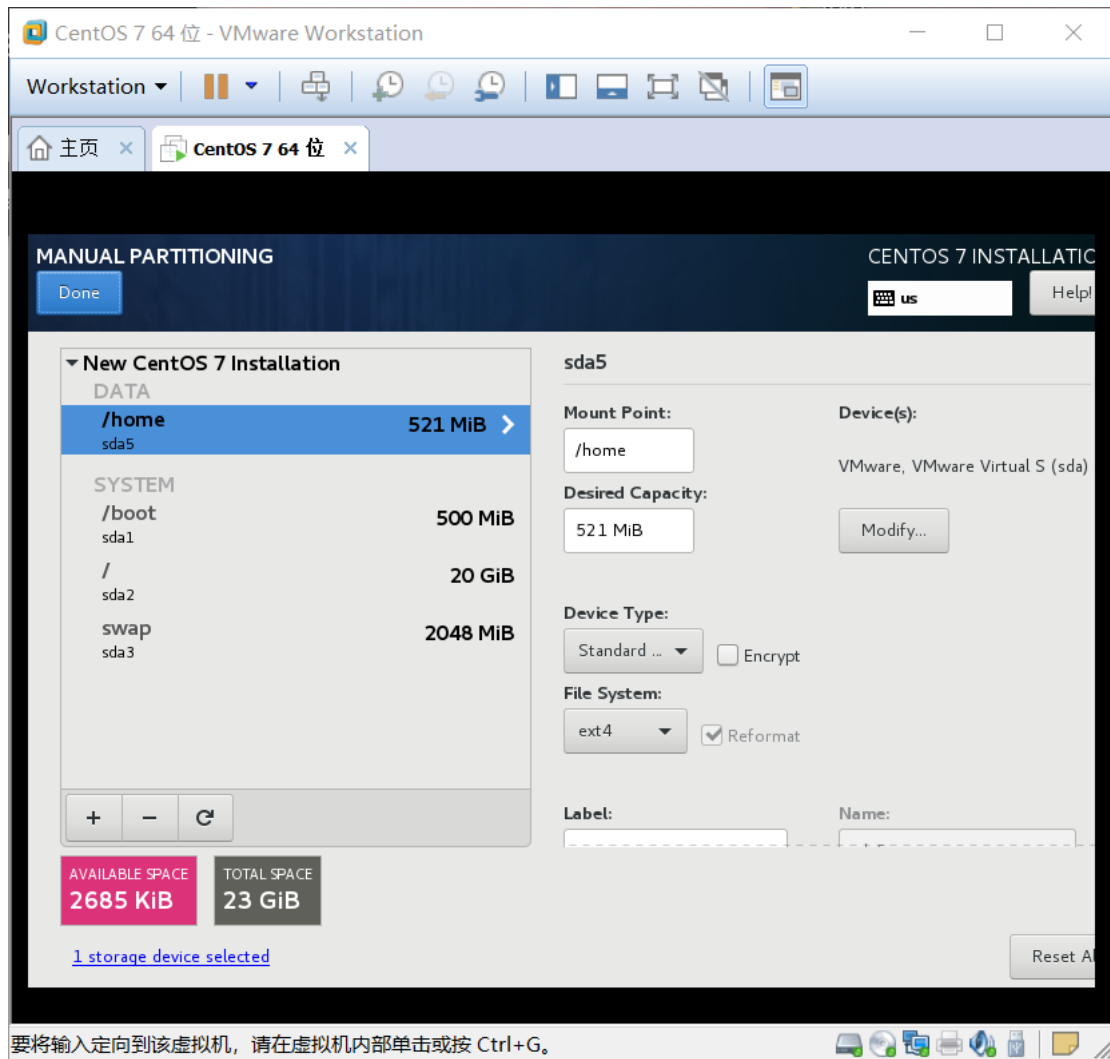 CentOS 7 64 位 - VMware Workstation
Workstation
主页
CentOS 7 64 位
MANUAL PARTITIONING
CENTOS 7 INSTALLATIO
Done
us
Help!
New CentOS 7 Installation
DATA
/home
521 MiB
sda5
SYSTEM
/boot
500 MiB
sda1
/
20 GiB
sda2
swap
2048 MiB
sda3
sda5
Mount Point:
Device(s):
/home
VMware, VMware Virtual S (sda)
Desired Capacity:
521 MiB
Modify...
Device Type:
Standard ...
Encrypt
File System:
ext4
Reformat
Label:
Name:
+
−
AVAILABLE SPACE
2685 KiB
TOTAL SPACE
23 GiB
1 storage device selected
Reset Al
要将输入定向到该虚拟机，请在虚拟机内部单击或按 Ctrl+G。